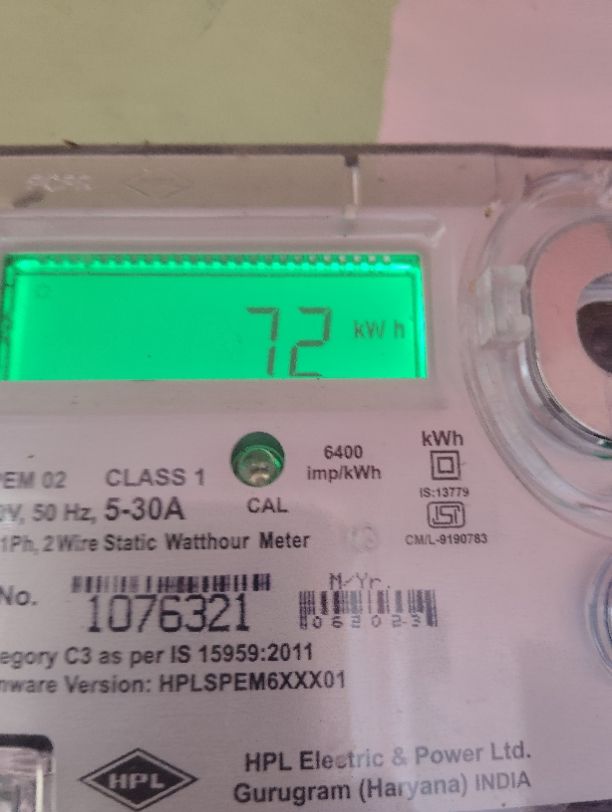 72 kWh
PEM 02 CLASS 1
6400
imp/kWh
kWh
IS:13779
ISI
CM/L-9190783
V, 50 Hz, 5-30A
CAL
1Ph, 2 Wire Static Watthour Meter
No.
1076321
M/Yr.
062023
egory C3 as per IS 15959:2011
mware Version: HPLSPEM6XXX01
HPL
HPL Electric & Power Ltd.
Gurugram (Haryana) INDIA